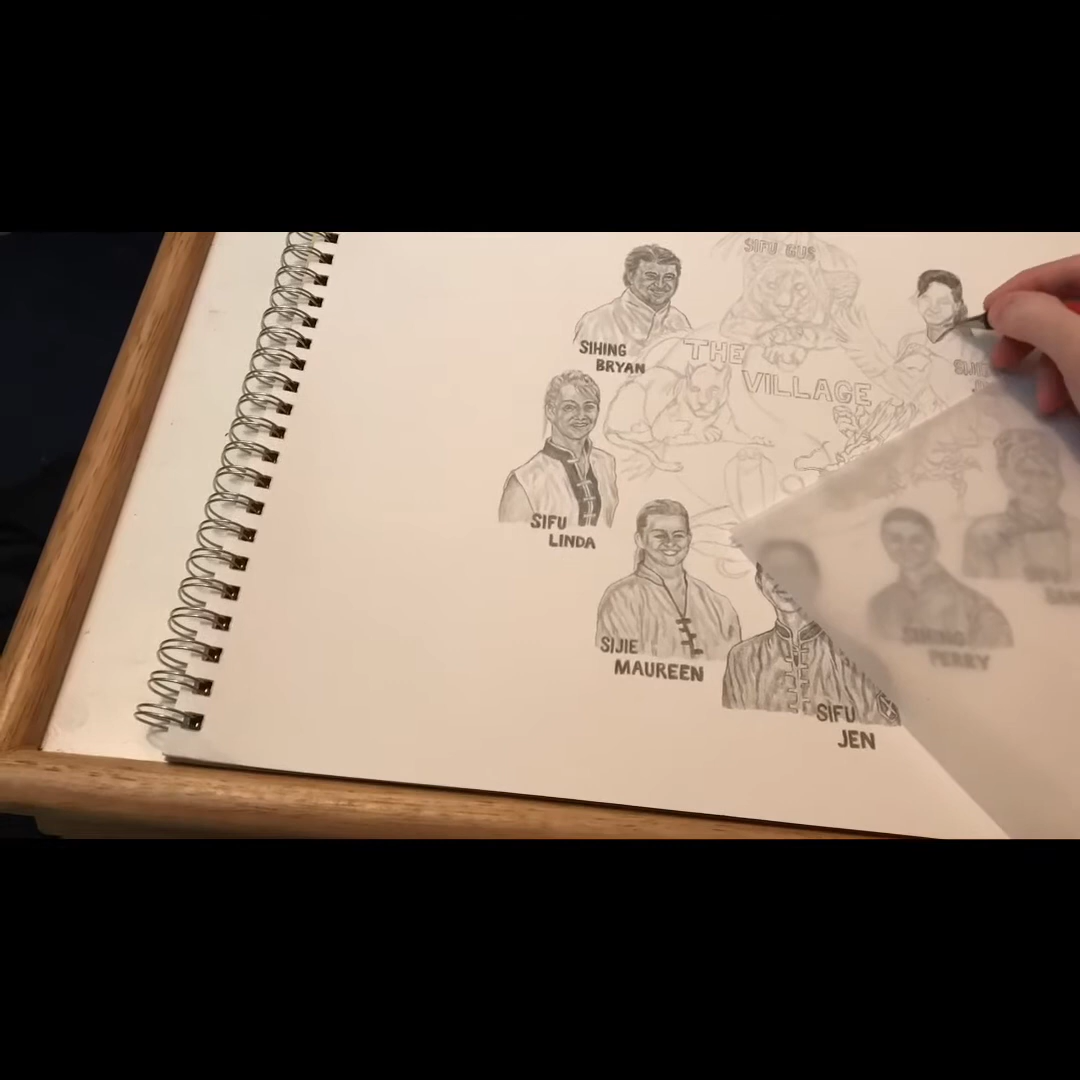 SIFU GUS
SIHING
BRYAN
THE
VILLAGE
SIFU
LINDA
SIJIE
MAUREEN
SIFU
JEN
SIHING
PERRY